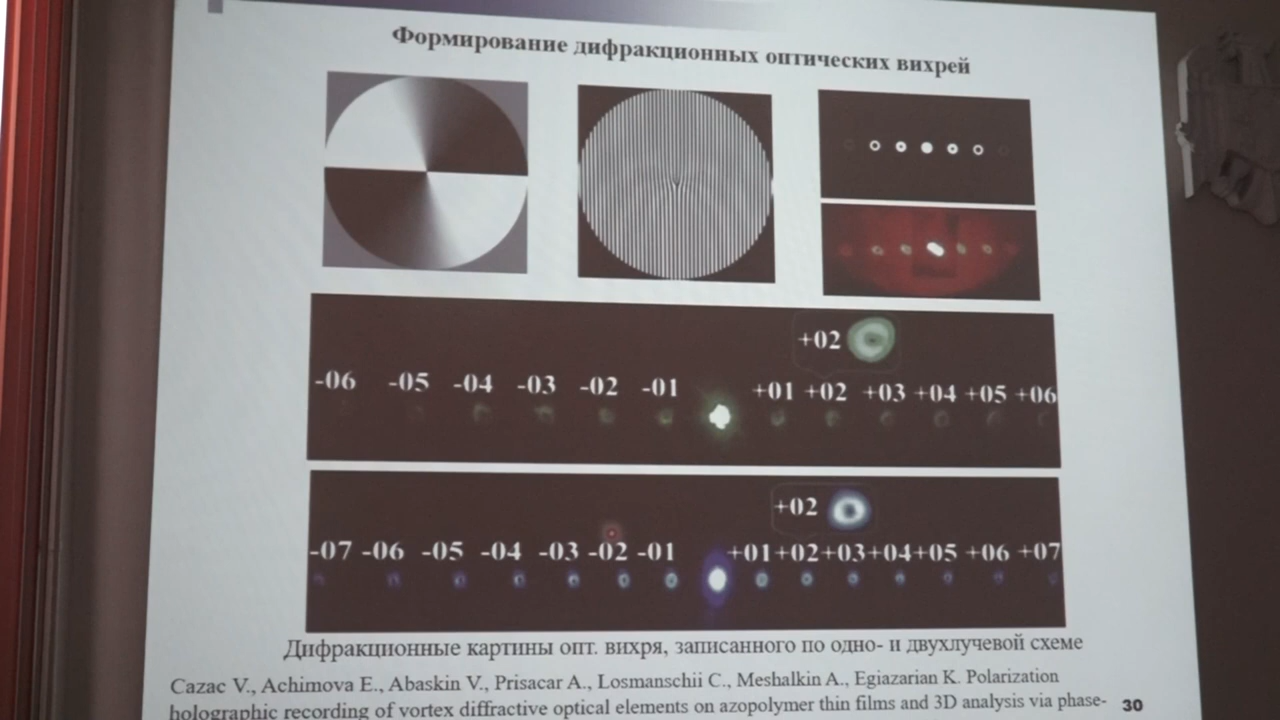 Формирование дифракционных оптических вихрей
+02
-06 -05 -04 -03 -02 -01 +01 +02 +03 +04 +05 +06
+02
-07 -06 -05 -04 -03 -02 -01 +01 +02 +03 +04 +05 +06 +07
Дифракционные картины опт. вихря, записанного по одно- и двухлучевой схеме
Cazac V., Achimova E., Abaskin V., Prisacar A., Losmanschii C., Meshalkin A., Egiazarian K. Polarization
holographic recording of vortex diffractive optical elements on azopolymer thin films and 3D analysis via phase-
30